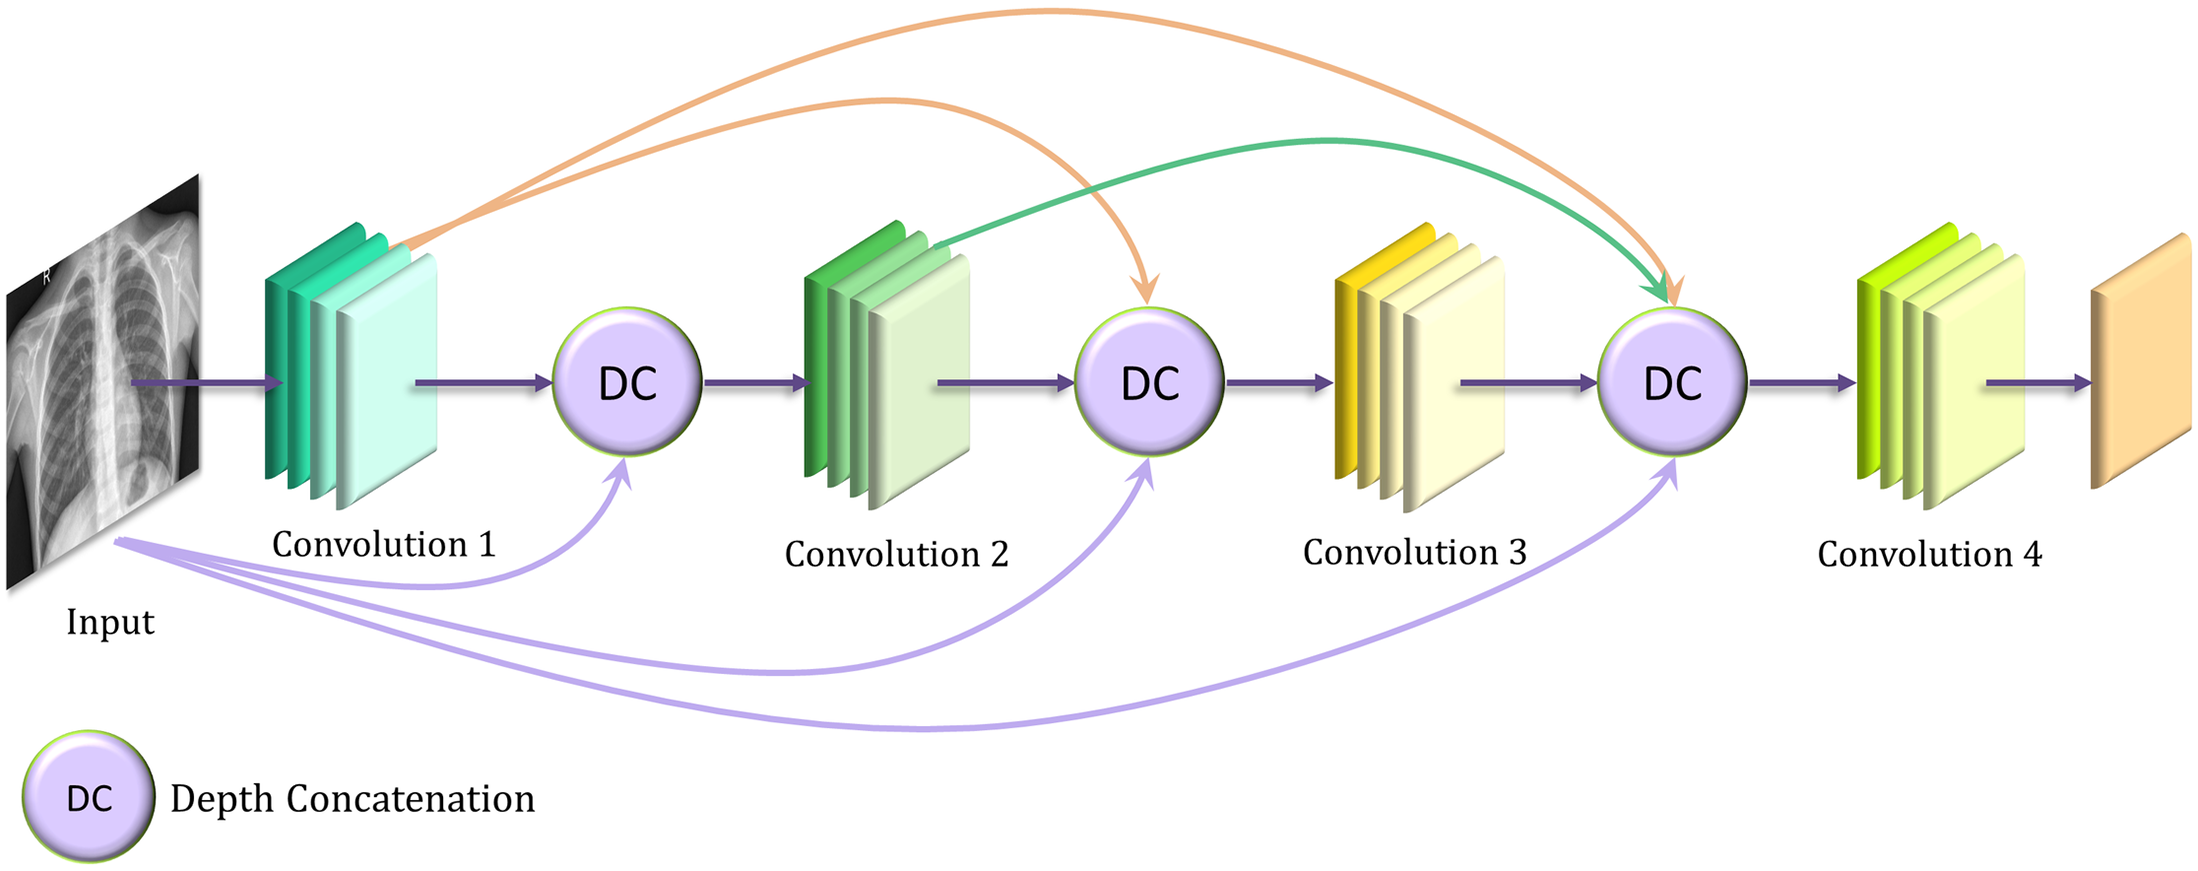 R
DC
DC
DC
Convolution 1
Convolution 2
Convolution 3
Convolution 4
Input
DC
Depth Concatenation